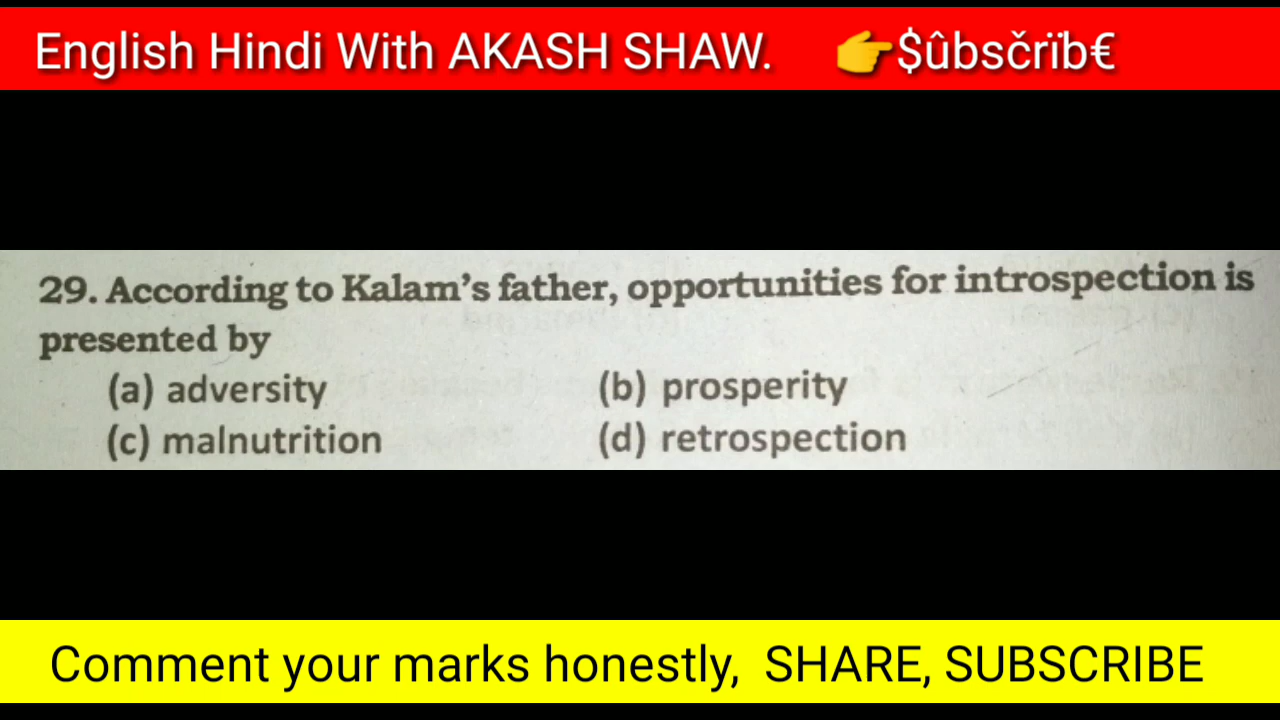 English Hindi With AKASH SHAW. 👉$ûbsčrïb€
29. According to Kalam's father, opportunities for introspection is
presented by
(a) adversity (b) prosperity
(c) malnutrition (d) retrospection
Comment your marks honestly, SHARE, SUBSCRIBE